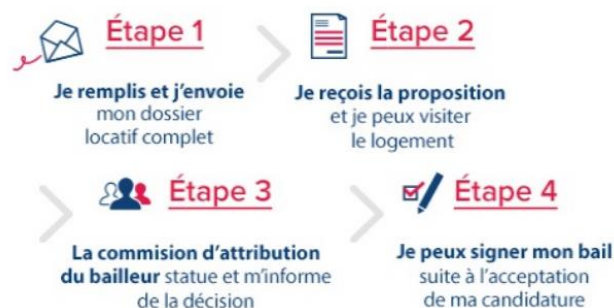 Étape 1
Je remplis et j'envoie
mon dossier
locatif complet
Étape 2
Je reçois la proposition
et je peux visiter
le logement
Étape 3
La commision d'attribution
du bailleur statue et m'informe
de la décision
Étape 4
Je peux signer mon bail
suite à l'acceptation
de ma candidature